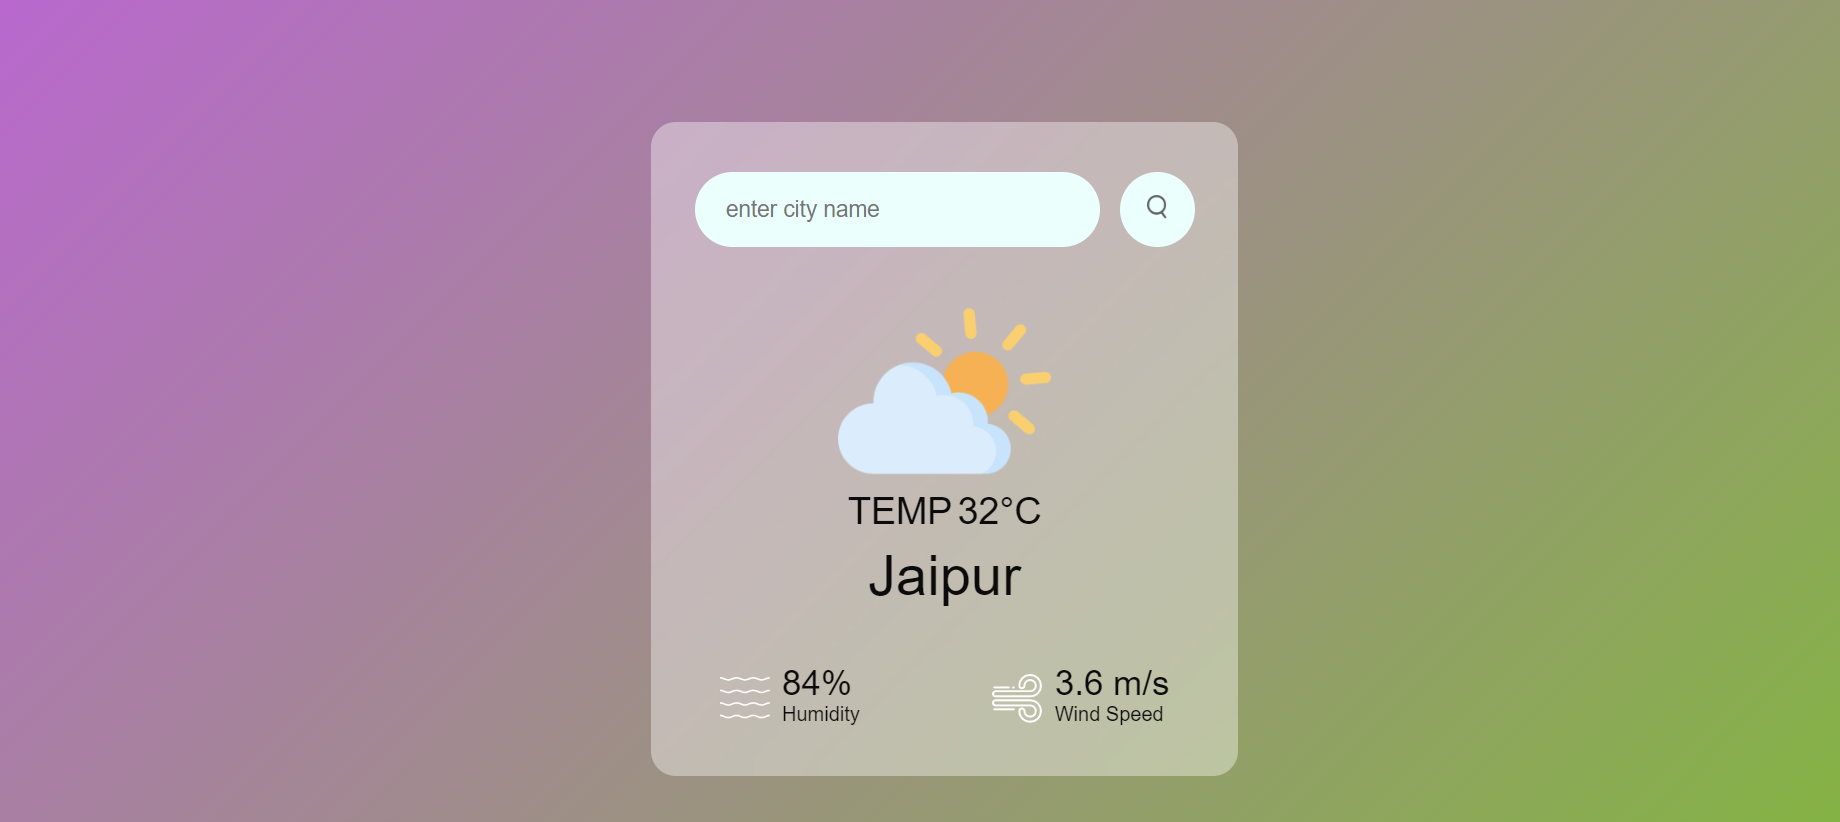 enter city name
TEMP 32°C
Jaipur
84%
Humidity
3.6 m/s
Wind Speed